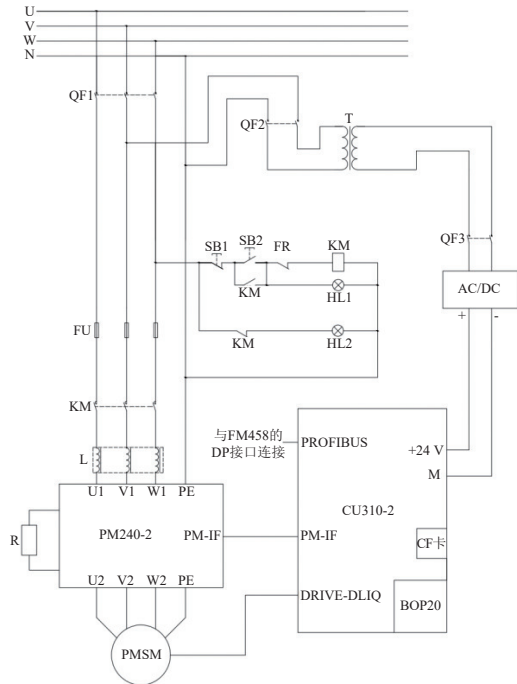 U
V
W
N
QF1
QF2
T
QF3
SB1
SB2
FR
KM
KM
HL1
KM
HL2
AC/DC
+
-
FU
KM
L
U1
V1
W1
PE
PM240-2
PM-IF
R
U2
V2
W2
PE
PMSM
与FM458的
DP接口连接
PROFIBUS
+24 V
M
CU310-2
PM-IF
CF卡
DRIVE-DLIQ
BOP20